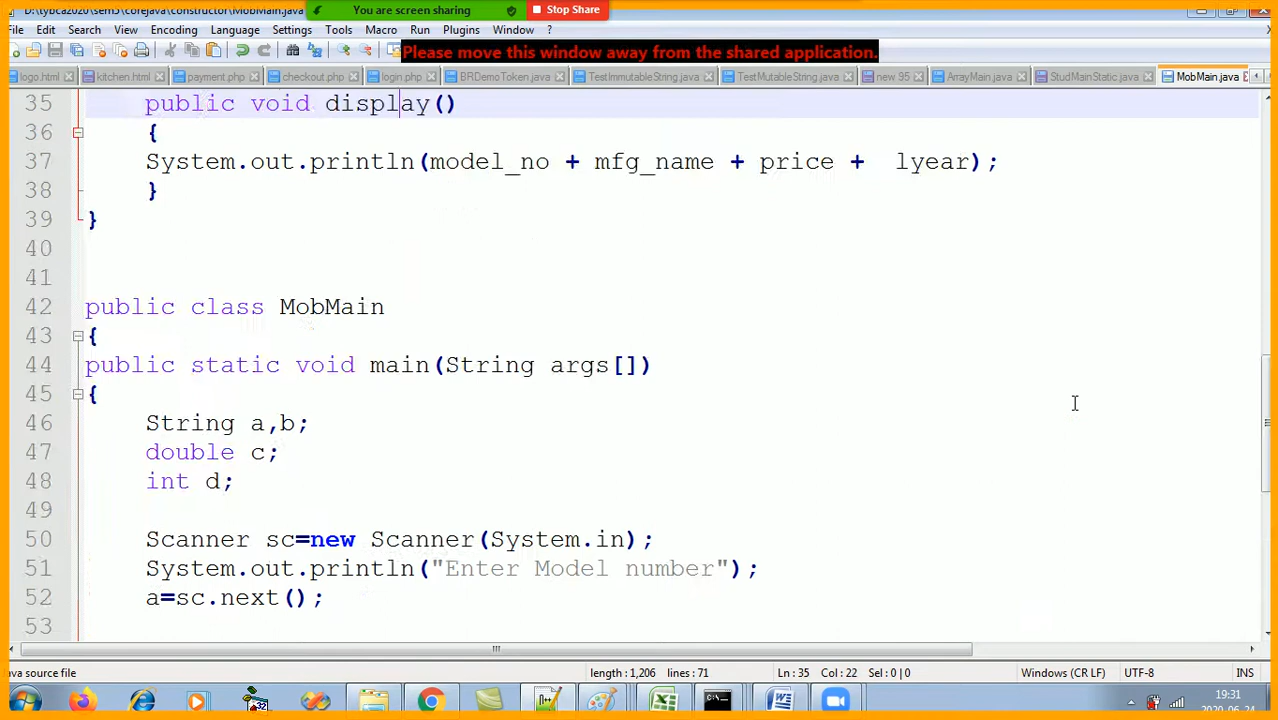 D:\tybca2020\sem5\corejava\constructor\MobMain.java
You are screen sharing
Stop Share
File Edit Search View Encoding Language Settings Tools Macro Run Plugins Window ?
Please move this window away from the shared application.
logo.html kitchen.html payment.php checkout.php login.php BRDemoToken.java TestImmutableString.java TestMutableString.java new 95 ArrayMain.java StudMainStatic.java MobMain.java
35 public void display()
36 {
37 System.out.println(model_no + mfg_name + price + lyear);
38 }
39 }
40
41
42 public class MobMain
43 {
44 public static void main(String args[])
45 {
46 String a,b;
47 double c;
48 int d;
49
50 Scanner sc=new Scanner(System.in);
51 System.out.println("Enter Model number");
52 a=sc.next();
53
Java source file length : 1,206 lines : 71 Ln : 35 Col : 22 Sel : 0 | 0 Windows (CR LF) UTF-8 INS
19:31
2020-06-24